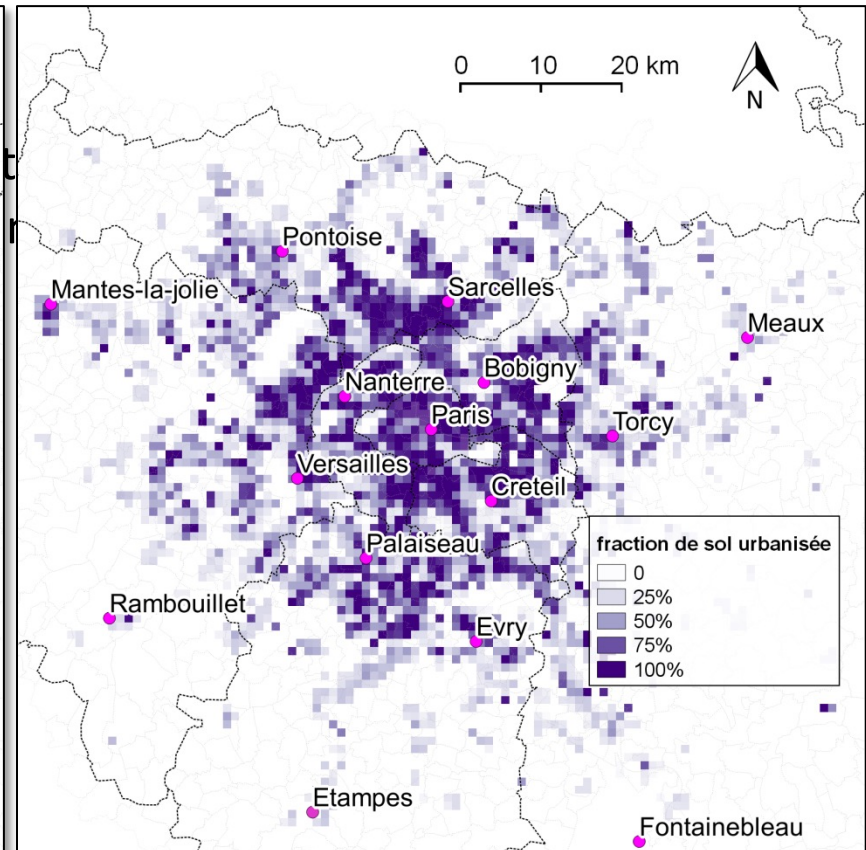 0 10 20 km
N
t
r
Pontoise
Mantes-la-jolie
Sarcelles
Meaux
Nanterre
Bobigny
Paris
Torcy
Versailles
Creteil
Palaiseau
fraction de sol urbanisée
0
25%
50%
75%
100%
Rambouillet
Evry
Etampes
Fontainebleau